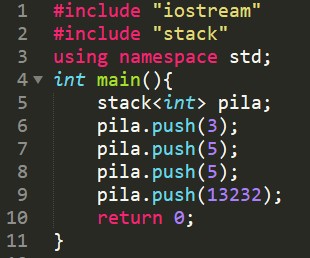 1 #include "iostream"
2 #include "stack"
3 using namespace std;
4 int main(){
5 stack<int> pila;
6 pila.push(3);
7 pila.push(5);
8 pila.push(5);
9 pila.push(13232);
10 return 0;
11 }